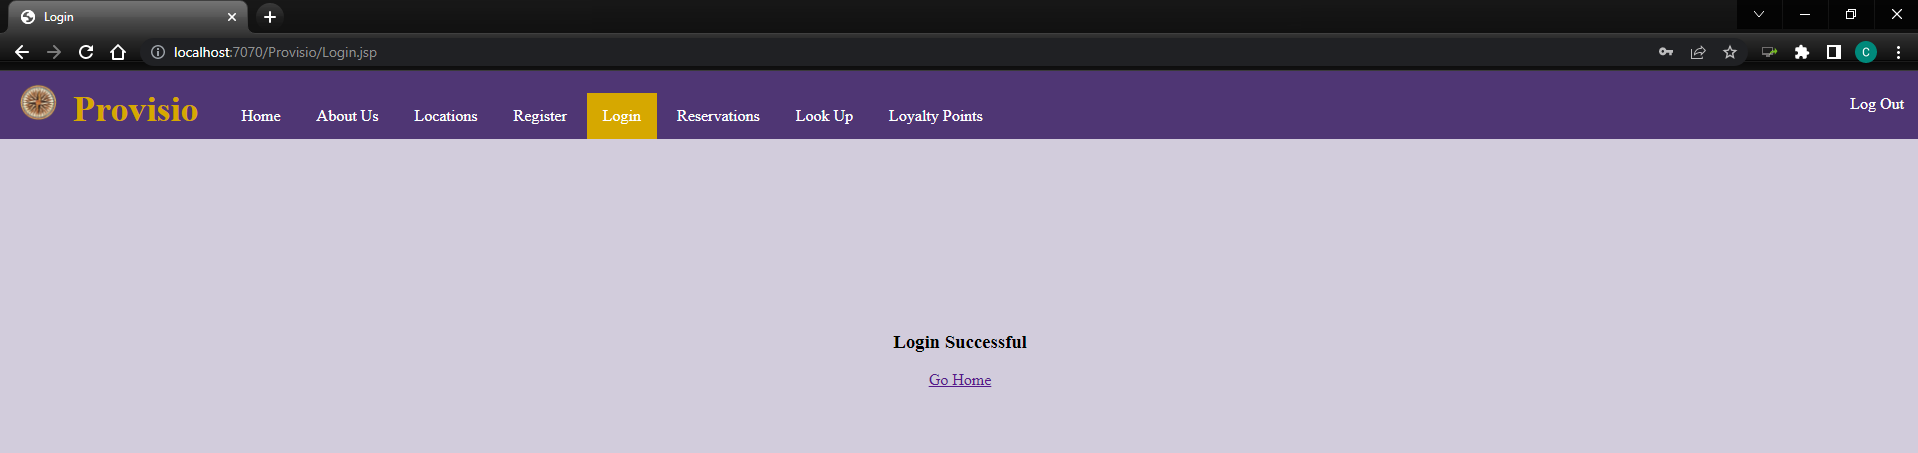 Login
localhost:7070/Provisio/Login.jsp
C
Provisio Home About Us Locations Register Login Reservations Look Up Loyalty Points Log Out
Login Successful
Go Home